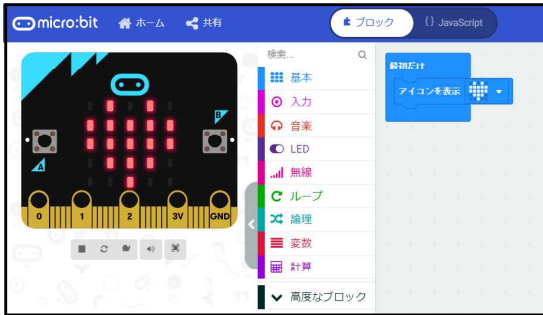 micro:bit
ホーム
共有
ブロック
{} JavaScript
B
A
0
1
2
3V
GND
検索...
基本
入力
音楽
LED
無線
ループ
論理
変数
計算
高度なブロック
最初だけ
アイコンを表示